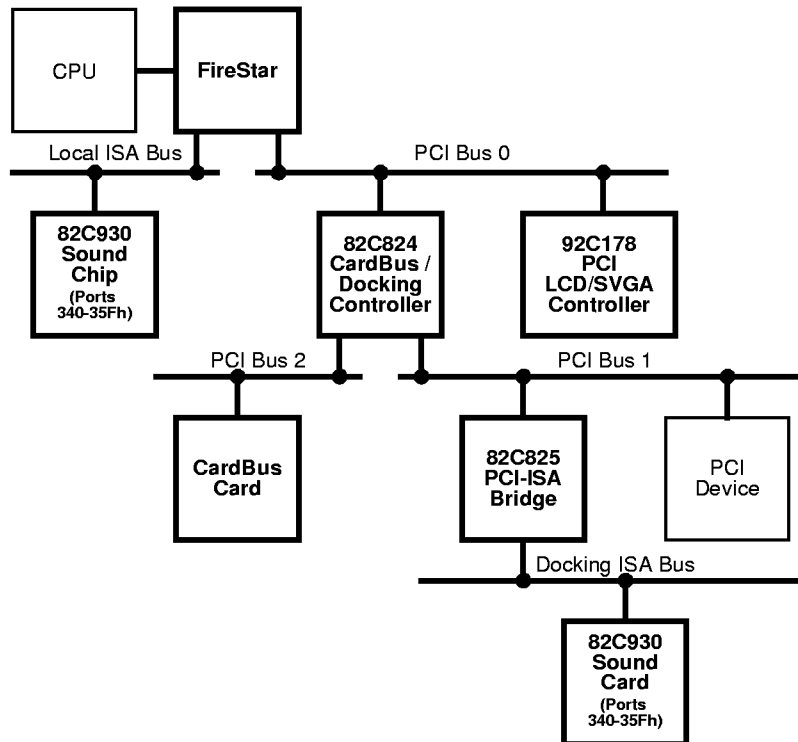 CPU
FireStar
Local ISA Bus
PCI Bus 0
82C930
Sound
Chip
(Ports
340-35Fh)
82C824
CardBus /
Docking
Controller
92C178
PCI
LCD/SVGA
Controller
PCI Bus 2
PCI Bus 1
CardBus
Card
82C825
PCI-ISA
Bridge
PCI
Device
Docking ISA Bus
82C930
Sound
Card
(Ports
340-35Fh)